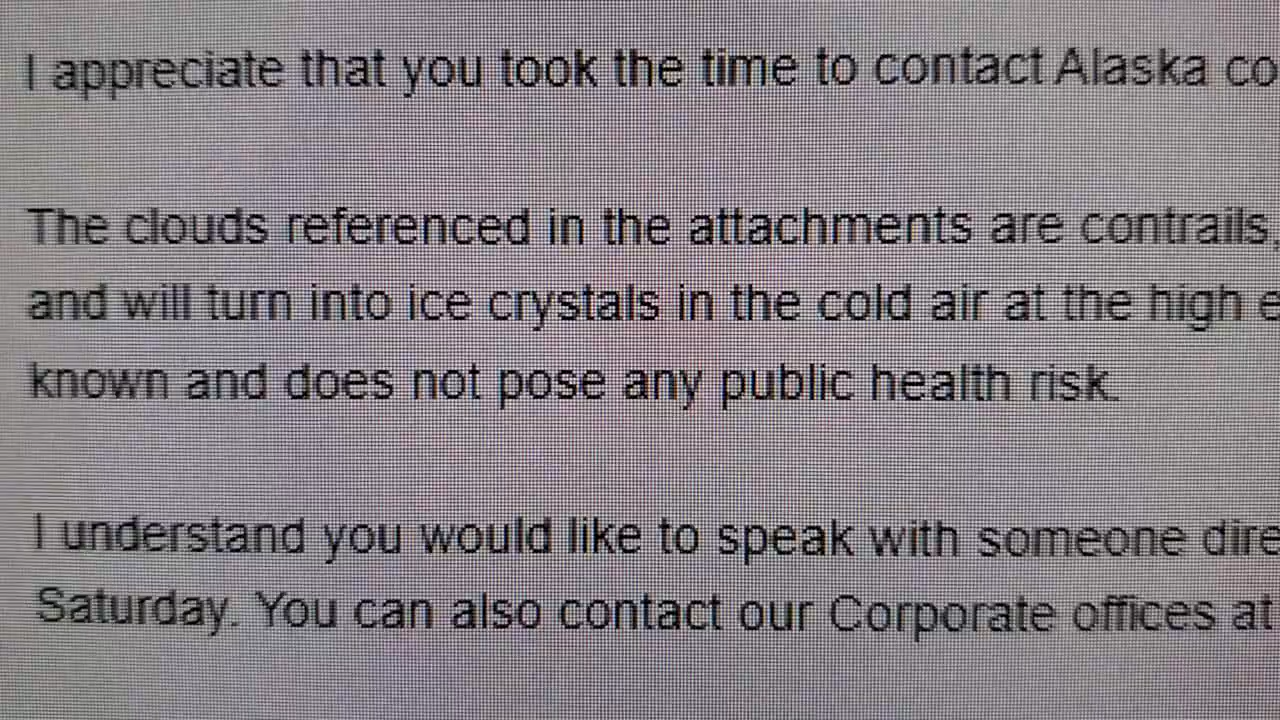 I appreciate that you took the time to contact Alaska co
The clouds referenced in the attachments are contrails,
and will turn into ice crystals in the cold air at the high e
known and does not pose any public health risk.
I understand you would like to speak with someone dire
Saturday. You can also contact our Corporate offices at